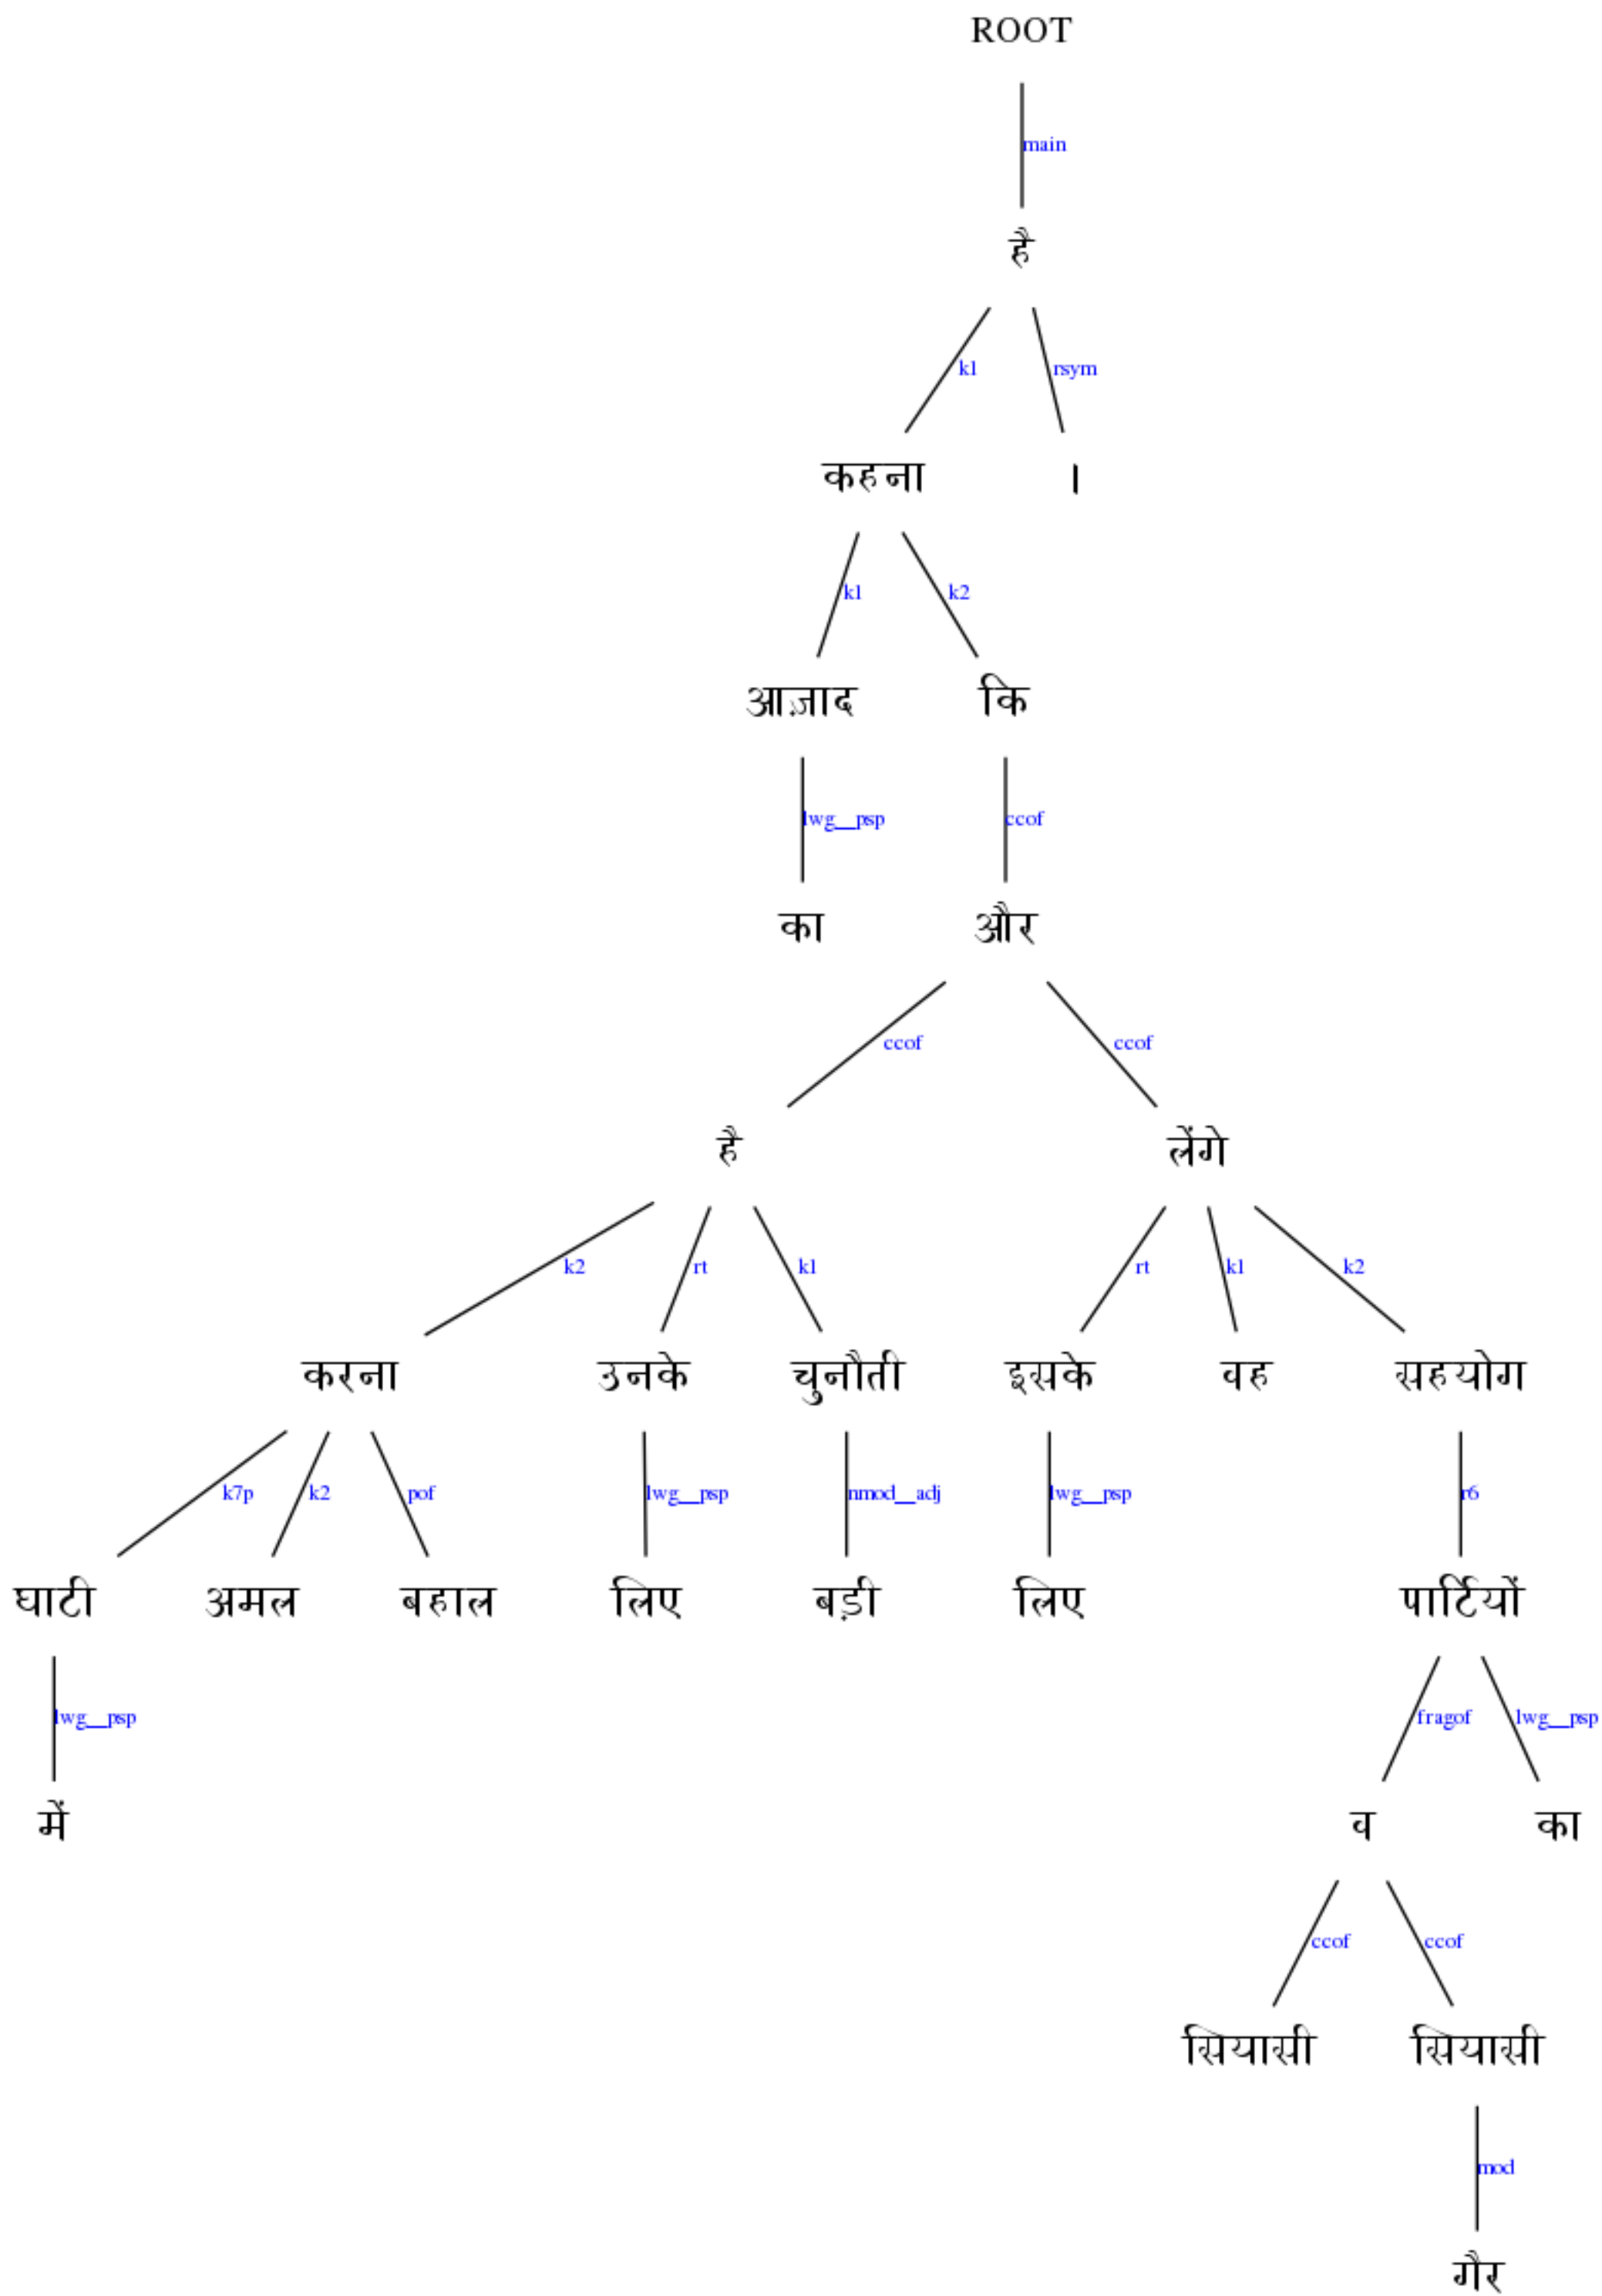 ROOT
main
है
k1 rsym
कहना ।
k1 k2
आज़ाद कि
lwg__psp ccof
का और
ccof ccof
है लेंगे
k2 rt k1 rt k1 k2
करना उनके चुनौती इसके वह सहयोग
k7p k2 pof lwg__psp nmod__adj lwg__psp r6
घाटी अमल बहाल लिए बड़ी लिए पार्टियों
lwg__psp fragof lwg__psp
में व का
ccof ccof
सियासी सियासी
mod
गैर